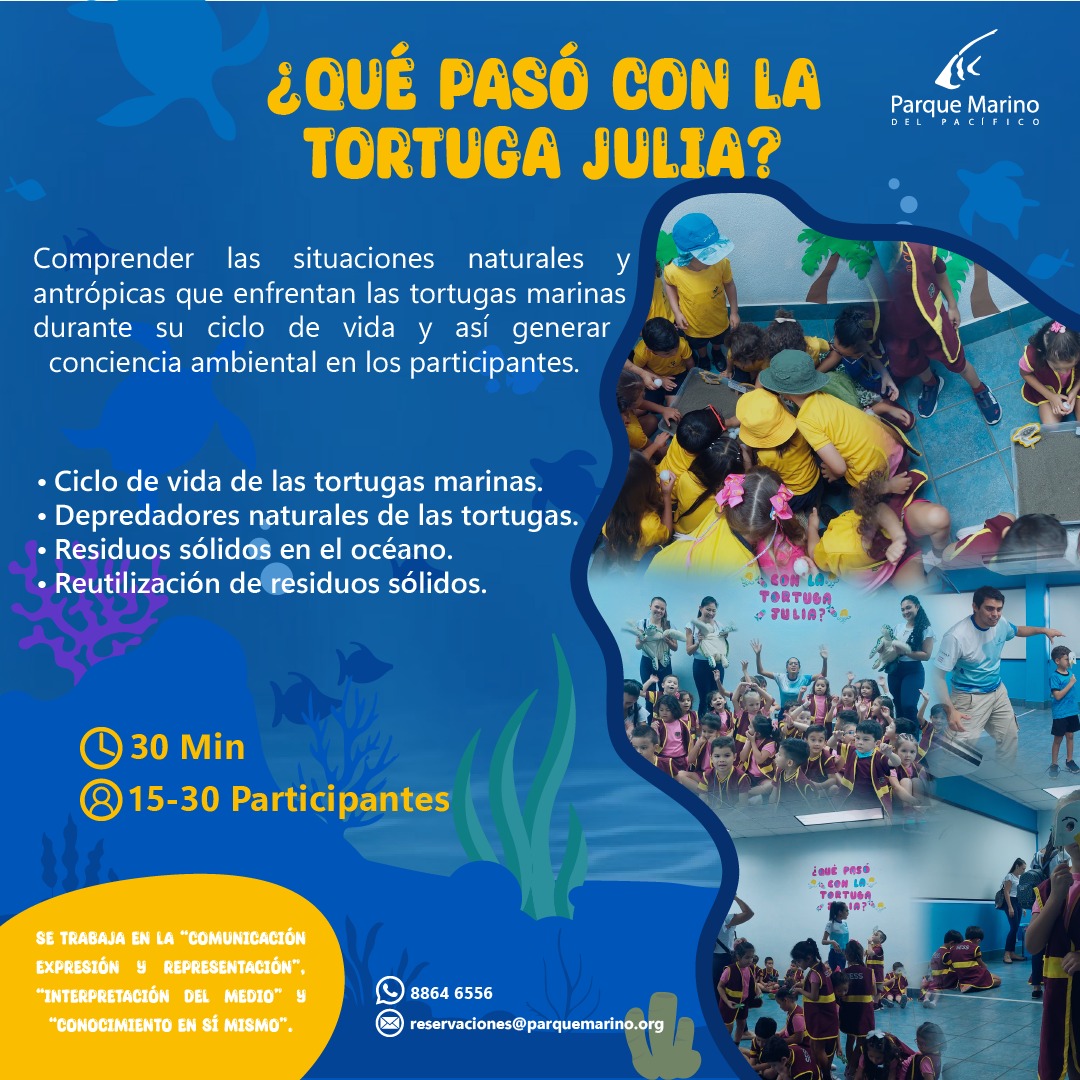 ¿QUÉ PASÓ CON LA
TORTUGA JULIA?
Parque Marino
DEL PACÍFICO
Comprender las situaciones naturales y
antrópicas que enfrentan las tortugas marinas
durante su ciclo de vida y así generar
conciencia ambiental en los participantes.
• Ciclo de vida de las tortugas marinas.
• Depredadores naturales de las tortugas.
• Residuos sólidos en el océano.
• Reutilización de residuos sólidos.
CON LA
TORTUGA
JULIA?
30 Min
15-30 Participantes
¿QUÉ PASÓ
CON LA
TORTUGA
JULIA?
SE TRABAJA EN LA "COMUNICACIÓN
EXPRESIÓN Y REPRESENTACIÓN",
"INTERPRETACIÓN DEL MEDIO" Y
"CONOCIMIENTO EN SÍ MISMO".
8864 6556
reservaciones@parquemarino.org